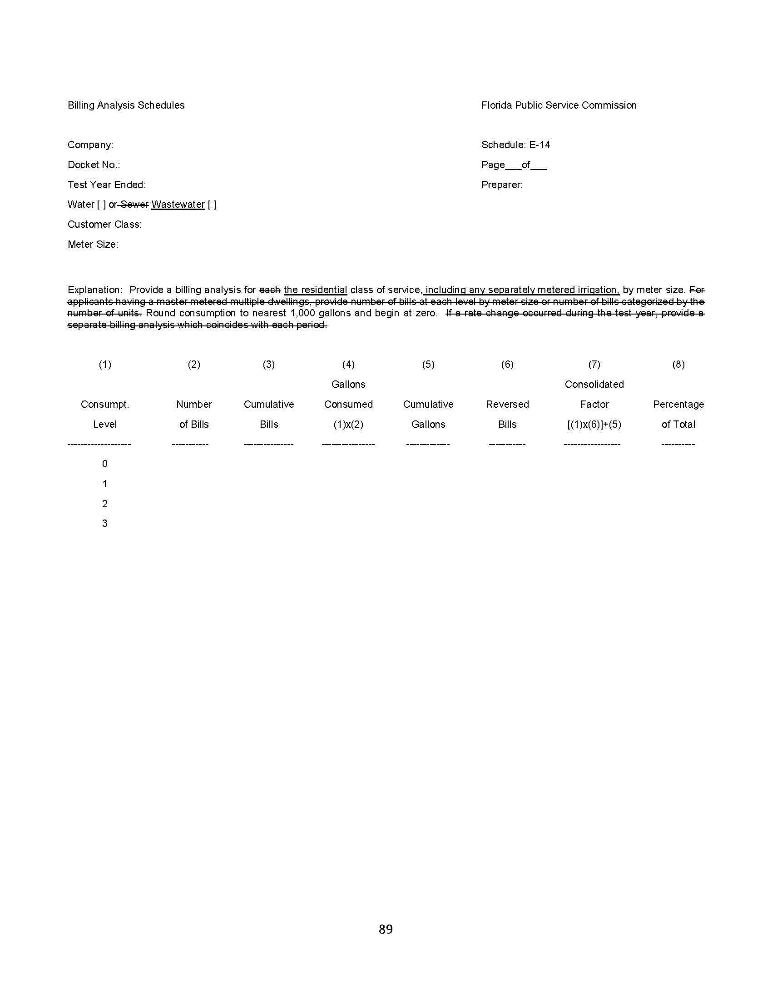 Billing Analysis Schedules Florida Public Service Commission
Company: Schedule: E-14
Docket No.: Page___of___
Test Year Ended: Preparer:
Water [ ] or Sewer Wastewater [ ]
Customer Class:
Meter Size:
Explanation: Provide a billing analysis for each the residential class of service, including any separately metered irrigation, by meter size. For
applicants having a master metered multiple dwellings, provide number of bills at each level by meter size or number of bills categorized by the
number of units. Round consumption to nearest 1,000 gallons and begin at zero. If a rate change occurred during the test year, provide a
separate billing analysis which coincides with each period.
(1) (2) (3) (4) (5) (6) (7) (8)
Gallons Consolidated
Consumpt. Number Cumulative Consumed Cumulative Reversed Factor Percentage
Level of Bills Bills (1)x(2) Gallons Bills [(1)x(6)]+(5) of Total
------------------- ----------- --------------- ---------------- ------------- ----------- ----------------- ----------
0
1
2
3
89